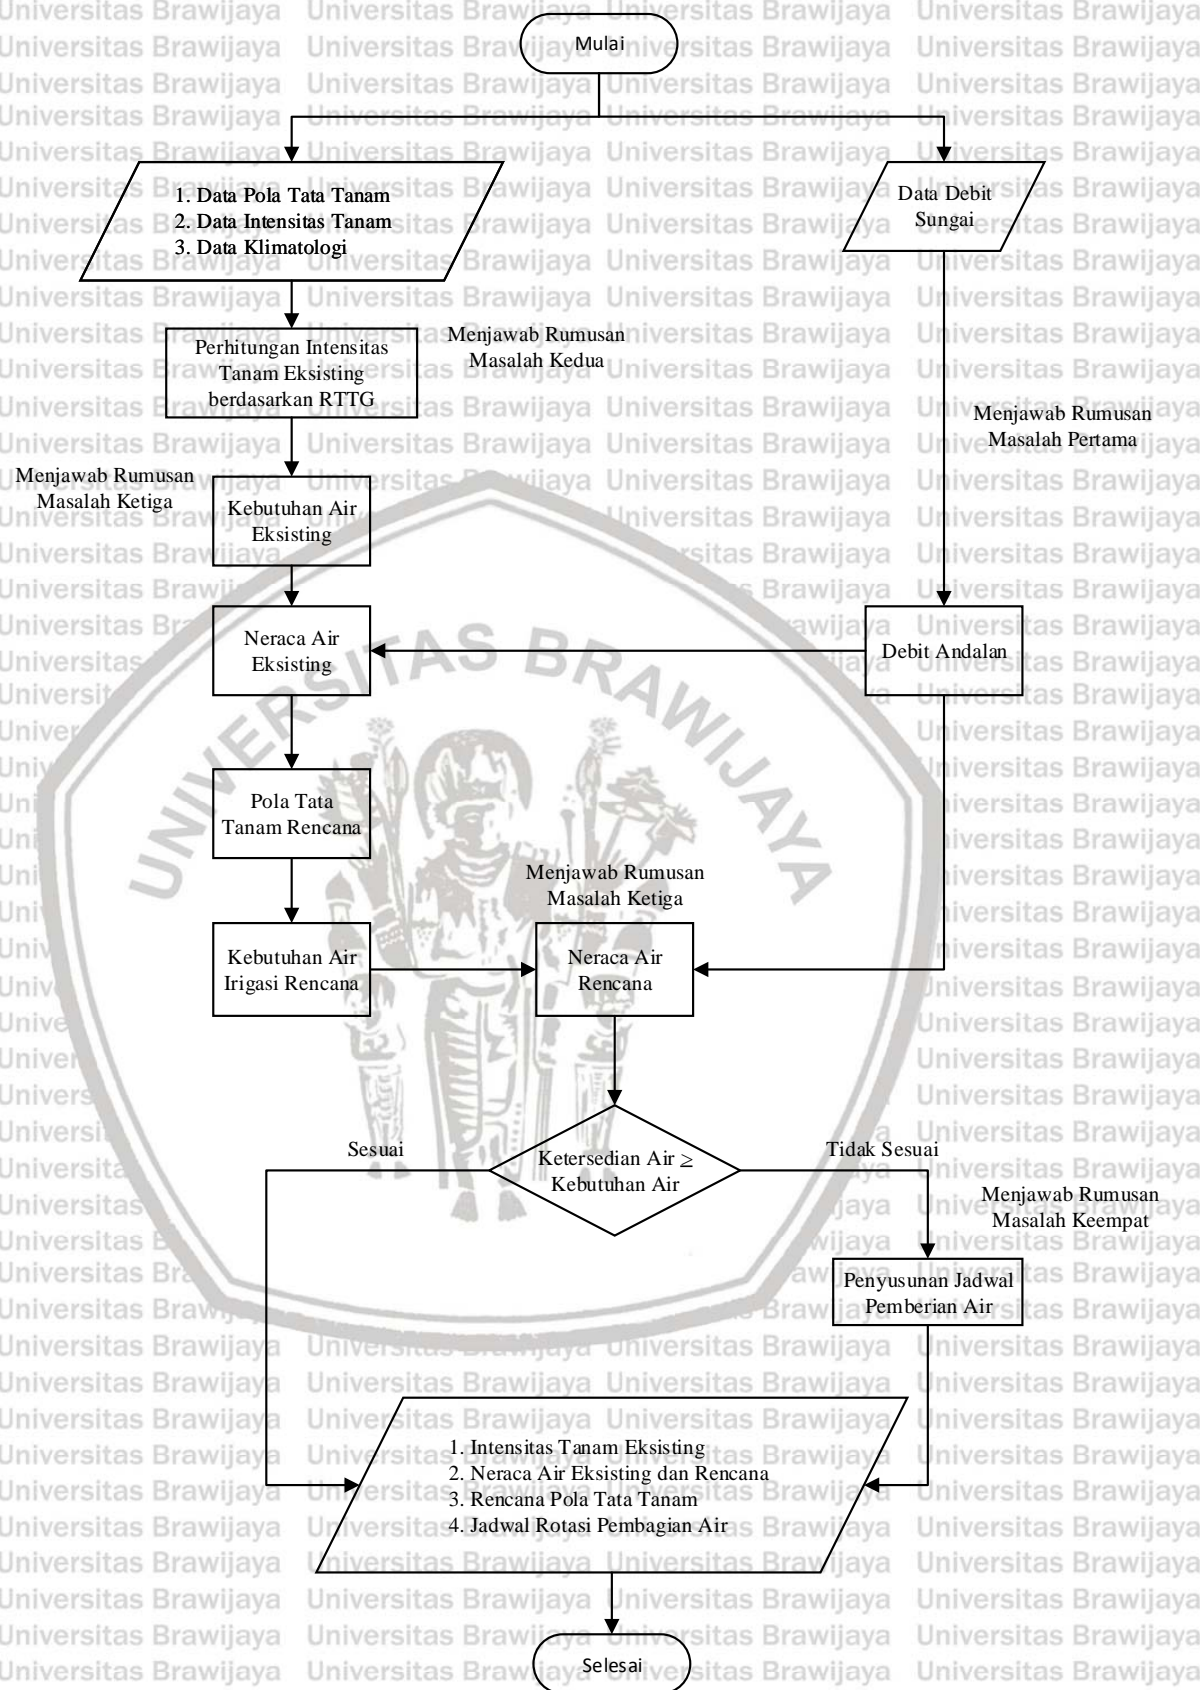 Mulai
1. Data Pola Tata Tanam
2. Data Intensitas Tanam
3. Data Klimatologi
Data Debit
Sungai
Perhitungan Intensitas
Tanam Eksisting
berdasarkan RTTG
Menjawab Rumusan
Masalah Kedua
Menjawab Rumusan
Masalah Pertama
Menjawab Rumusan
Masalah Ketiga
Kebutuhan Air
Eksisting
Neraca Air
Eksisting
Debit Andalan
Pola Tata
Tanam Rencana
Menjawab Rumusan
Masalah Ketiga
Kebutuhan Air
Irigasi Rencana
Neraca Air
Rencana
Sesuai
Ketersedian Air ≥
Kebutuhan Air
Tidak Sesuai
Menjawab Rumusan
Masalah Keempat
Penyusunan Jadwal
Pemberian Air
1. Intensitas Tanam Eksisting
2. Neraca Air Eksisting dan Rencana
3. Rencana Pola Tata Tanam
4. Jadwal Rotasi Pembagian Air
Selesai
UNIVERSITAS BRAWIJAYA
Universitas Brawijaya